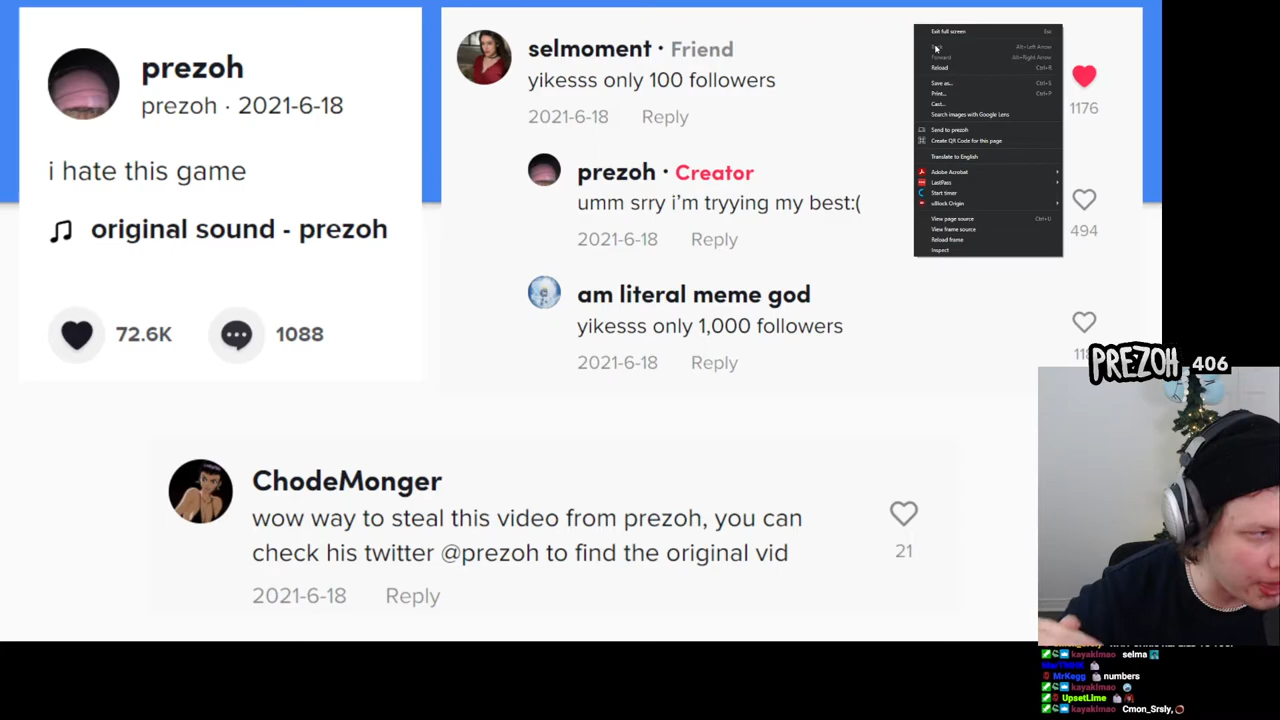 prezoh
prezoh · 2021-6-18
i hate this game
original sound - prezoh
72.6K
1088
selmoment · Friend
yikesss only 100 followers
2021-6-18 Reply
1176
prezoh · Creator
umm srry i'm tryying my best:(
2021-6-18 Reply
494
am literal meme god
yikesss only 1,000 followers
2021-6-18 Reply
Exit full screen Esc
Alt+Left Arrow
Forward Alt+Right Arrow
Reload Ctrl+R
Save as... Ctrl+S
Print... Ctrl+P
Cast...
Search images with Google Lens
Send to prezoh
Create QR Code for this page
Translate to English
Adobe Acrobat
LastPass
Start timer
uBlock Origin
View page source Ctrl+U
View frame source
Reload frame
Inspect
PREZOH 406
ChodeMonger
wow way to steal this video from prezoh, you can
check his twitter @prezoh to find the original vid
2021-6-18 Reply
21
kayaklmao selma
MrKegg numbers
kayaklmao
UpsetLime
kayaklmao Cmon_Srsly,